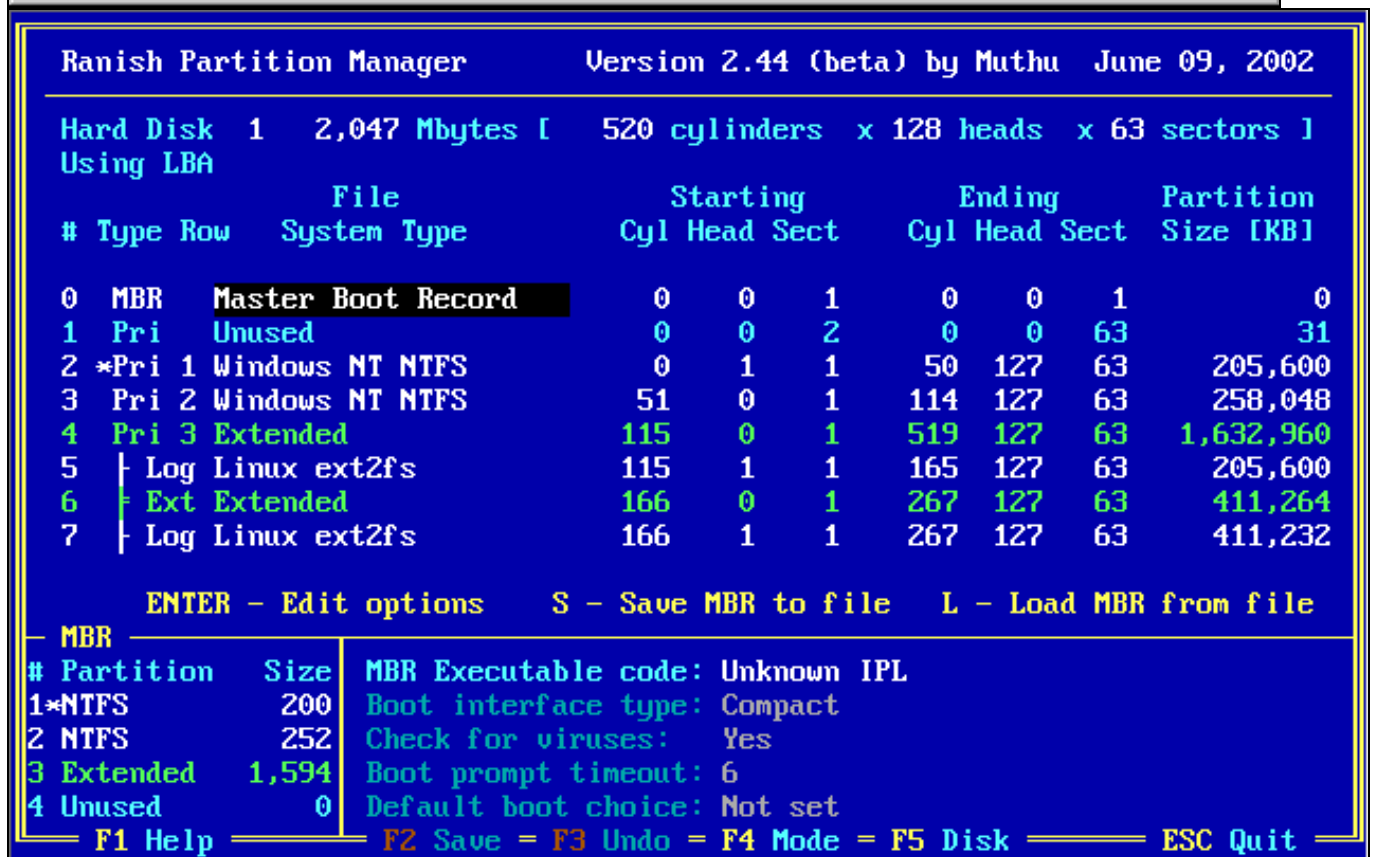 Ranish Partition Manager Version 2.44 (beta) by Muthu June 09, 2002
Hard Disk 1 2,047 Mbytes [ 520 cylinders x 128 heads x 63 sectors ]
Using LBA
File Starting Ending Partition
# Type Row System Type Cyl Head Sect Cyl Head Sect Size [KB]
0 MBR Master Boot Record 0 0 1 0 0 1 0
1 Pri Unused 0 0 2 0 0 63 31
2 *Pri 1 Windows NT NTFS 0 1 1 50 127 63 205,600
3 Pri 2 Windows NT NTFS 51 0 1 114 127 63 258,048
4 Pri 3 Extended 115 0 1 519 127 63 1,632,960
5 ├ Log Linux ext2fs 115 1 1 165 127 63 205,600
6 ╞ Ext Extended 166 0 1 267 127 63 411,264
7 ├ Log Linux ext2fs 166 1 1 267 127 63 411,232
ENTER - Edit options S - Save MBR to file L - Load MBR from file
MBR
# Partition Size MBR Executable code: Unknown IPL
1*NTFS 200 Boot interface type: Compact
2 NTFS 252 Check for viruses: Yes
3 Extended 1,594 Boot prompt timeout: 6
4 Unused 0 Default boot choice: Not set
F1 Help F2 Save = F3 Undo = F4 Mode = F5 Disk ESC Quit